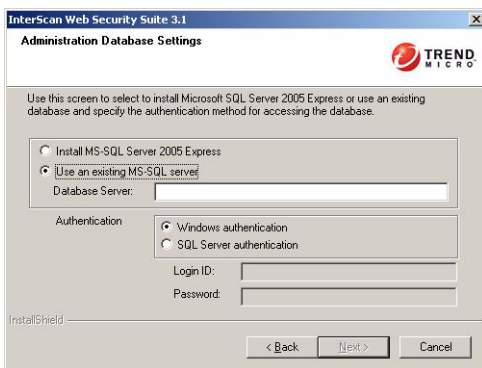 InterScan Web Security Suite 3.1
Administration Database Settings
TREND
MICRO
Use this screen to select to install Microsoft SQL Server 2005 Express or use an existing
database and specify the authentication method for accessing the database.
Install MS-SQL Server 2005 Express
Use an existing MS-SQL server
Database Server:
Authentication
Windows authentication
SQL Server authentication
Login ID:
Password:
InstallShield
< Back
Next >
Cancel